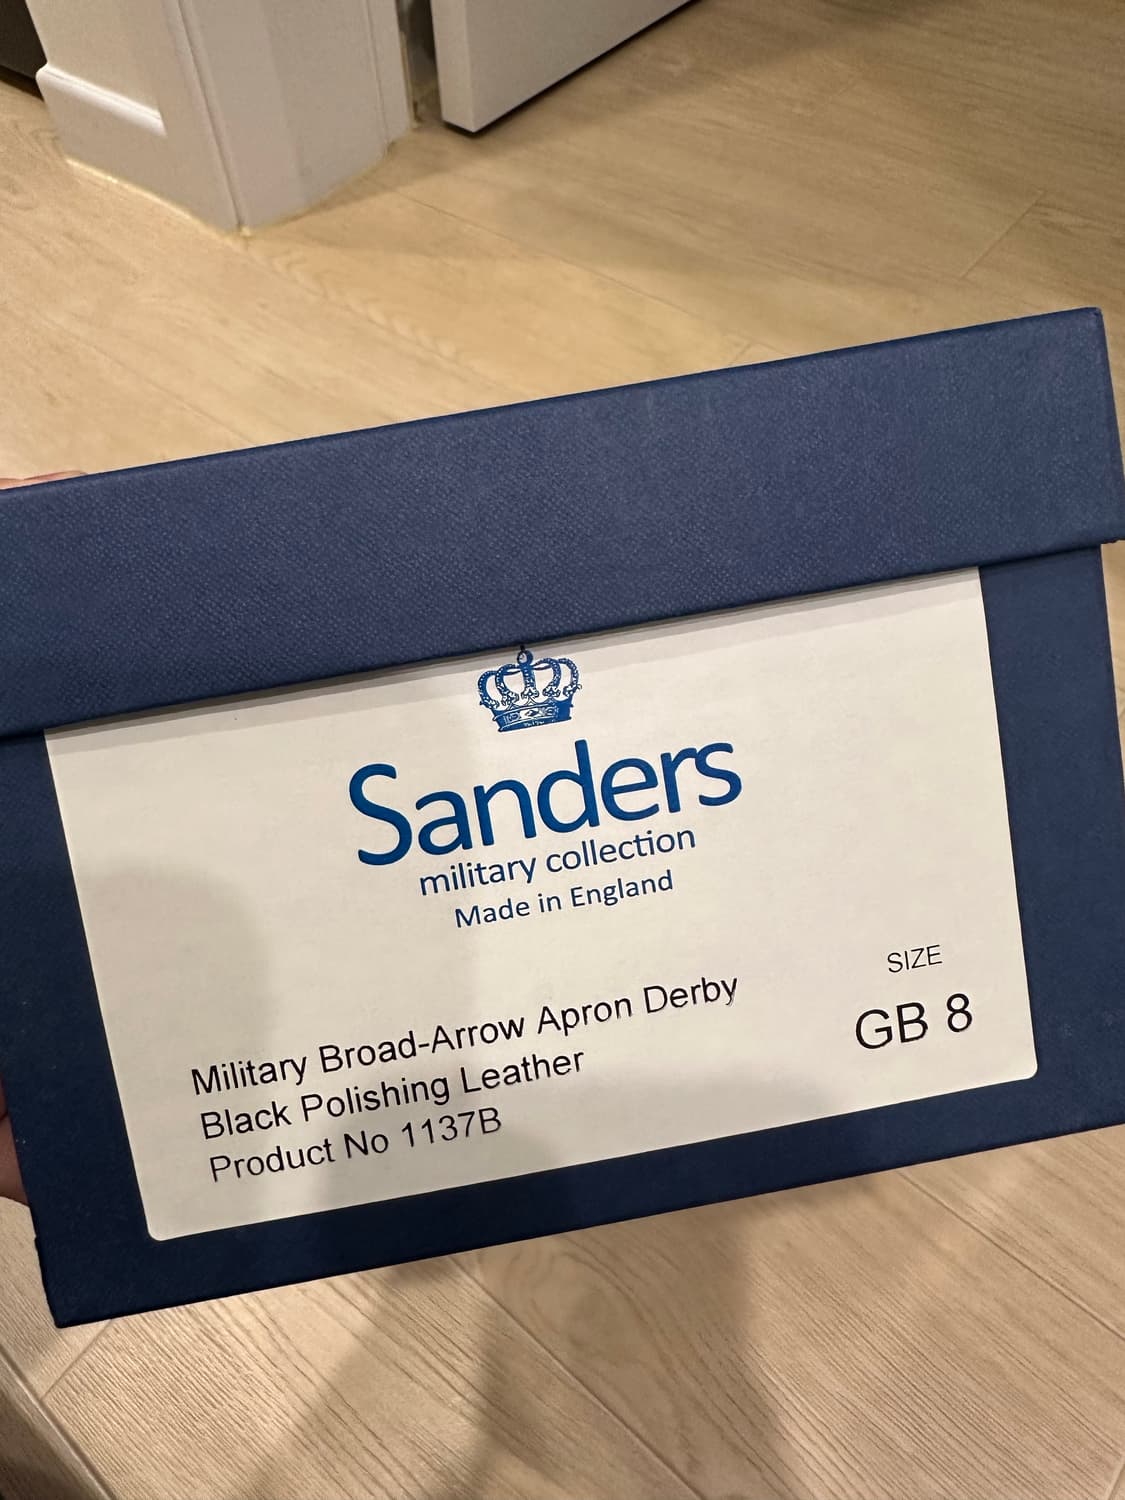 Sanders
military collection
Made in England
SIZE
GB 8
Military Broad-Arrow Apron Derby
Black Polishing Leather
Product No 1137B